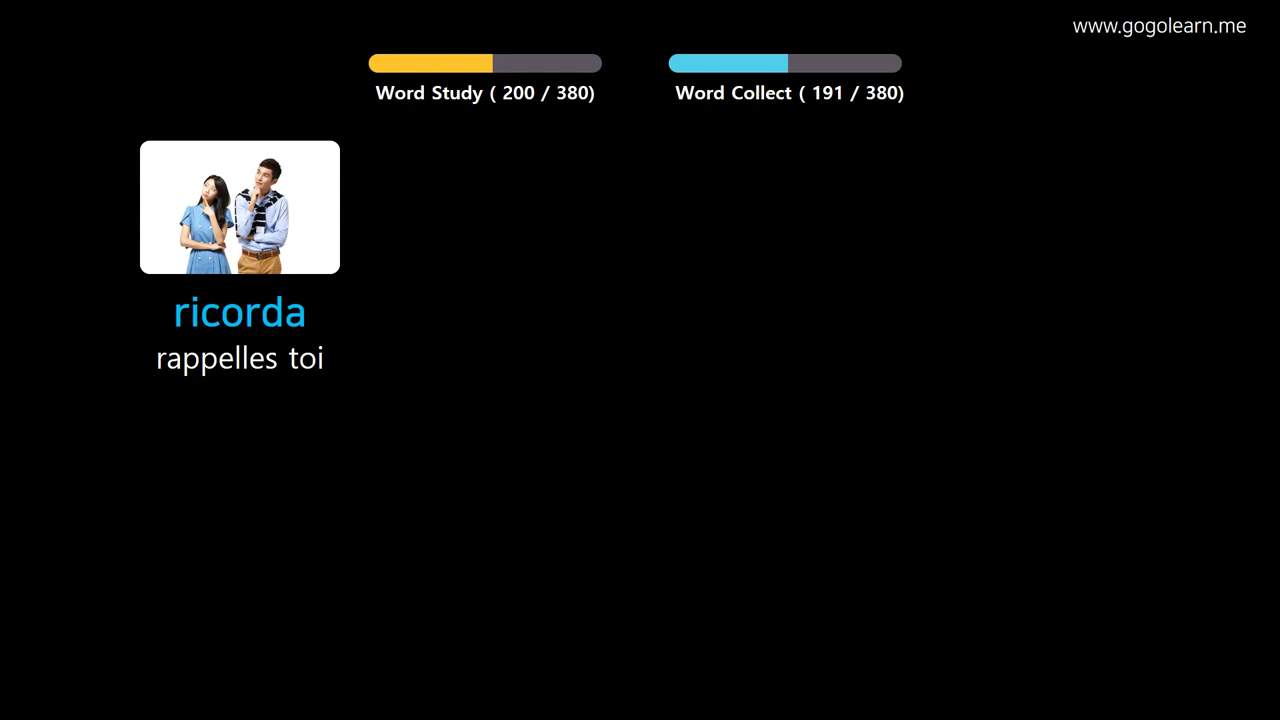 www.gogolearn.me
Word Study ( 200 / 380)
Word Collect ( 191 / 380)
ricorda
rappelles toi